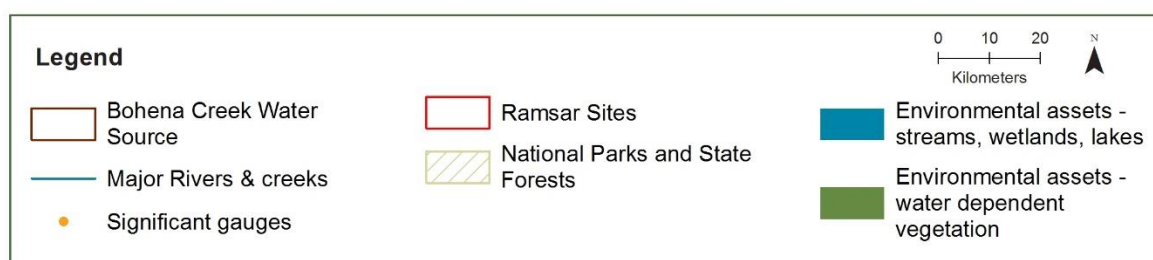 Legend
Bohena Creek Water
Source
Major Rivers & creeks
Significant gauges
Ramsar Sites
National Parks and State
Forests
0 10 20
Kilometers
N
Environmental assets -
streams, wetlands, lakes
Environmental assets -
water dependent
vegetation